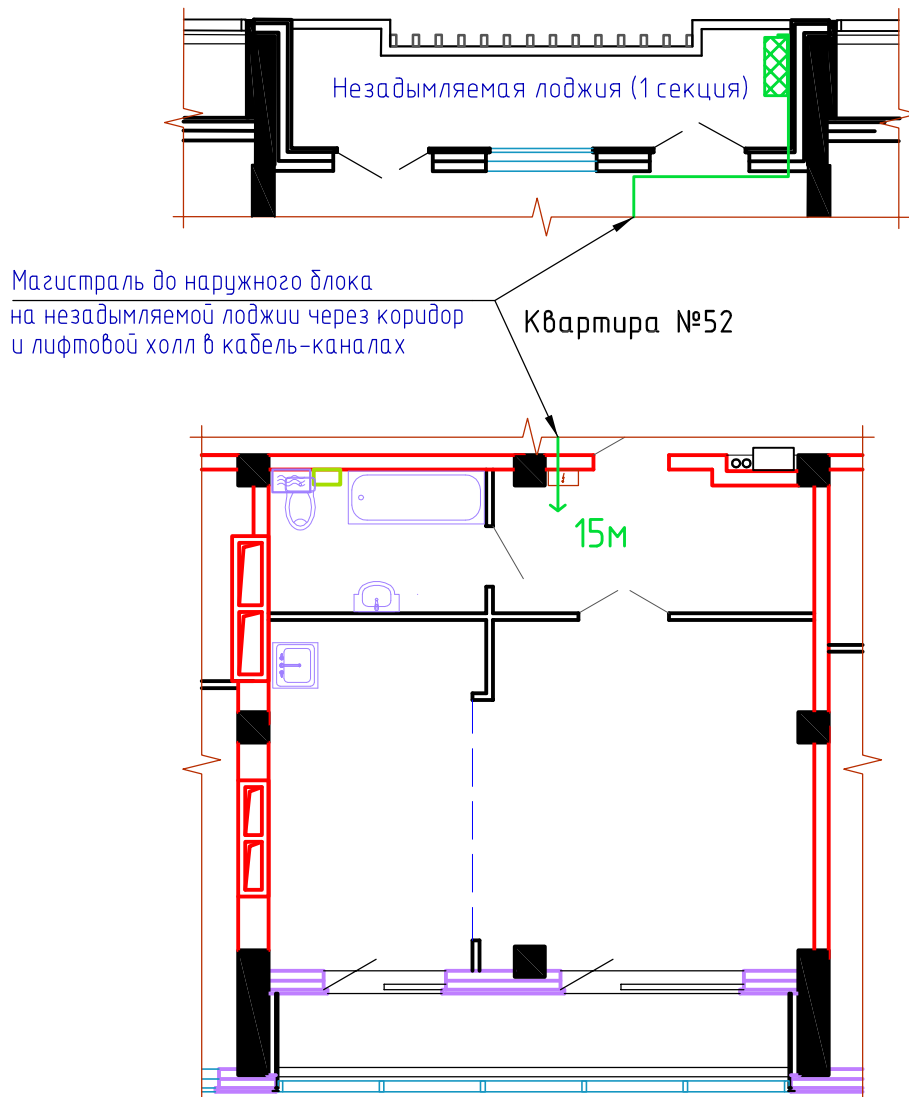 Незадымляемая лоджия (1 секция)
Магистраль до наружного блока
на незадымляемой лоджии через коридор
и лифтовой холл в кабель-каналах
Квартира №52
15м